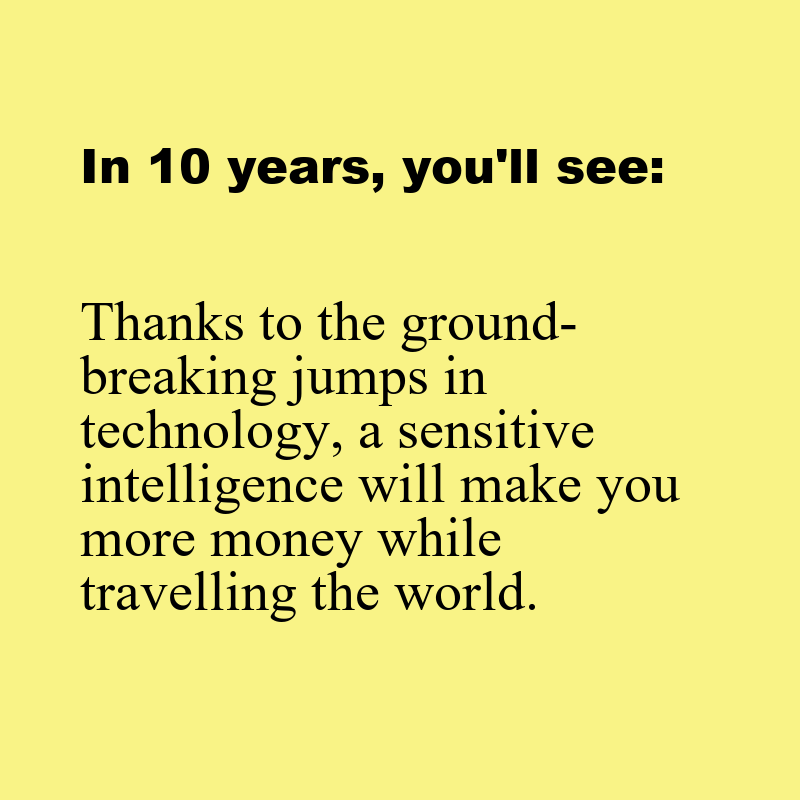 In 10 years, you'll see:
Thanks to the ground-
breaking jumps in
technology, a sensitive
intelligence will make you
more money while
travelling the world.